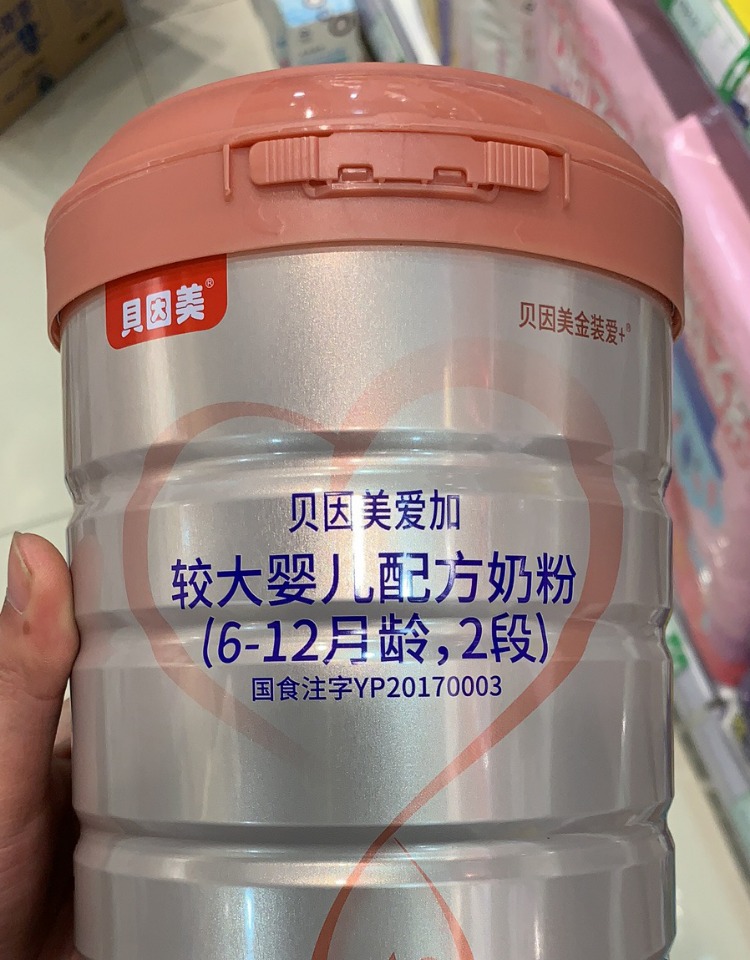 貝因美®
贝因美金装爱+®
贝因美爱加
较大婴儿配方奶粉
(6-12月龄,2段)
国食注字YP20170003